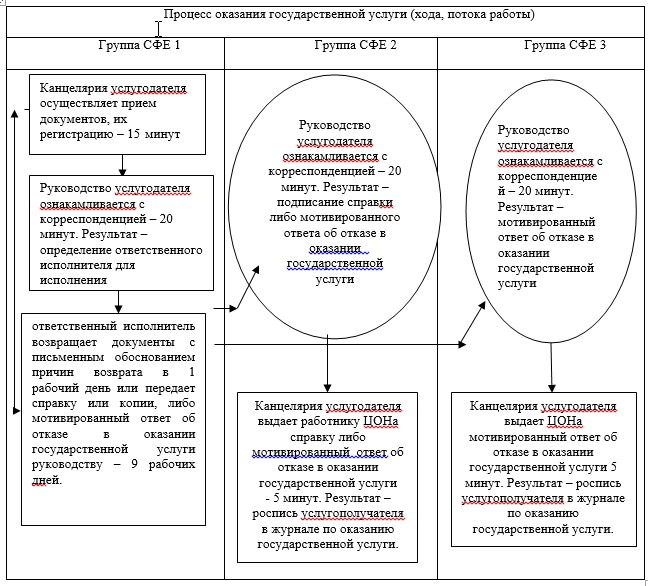 Процесс оказания государственной услуги (хода, потока работы)
Группа СФЕ 1
Группа СФЕ 2
Группа СФЕ 3
Канцелярия услугодателя
осуществляет прием
документов, их
регистрацию – 15 минут
Руководство услугодателя
ознакамливается с
корреспонденцией – 20
минут. Результат –
определение ответственного
исполнителя для
исполнения
ответственный исполнитель
возвращает документы с
письменным обоснованием
причин возврата в 1
рабочий день или передает
справку или копии, либо
мотивированный ответ об
отказе в оказании
государственной услуги
руководству – 9 рабочих
дней.
Руководство
услугодателя
ознакамливается с
корреспонденцией – 20
минут. Результат –
подписание справки
либо мотивированного
ответа об отказе в
оказании
государственной
услуги
Канцелярия услугодателя
выдает работнику ЦОНа
справку либо
мотивированный ответ об
отказе в оказании
государственной услуги
- 5 минут. Результат –
роспись услугополучателя
в журнале по оказанию
государственной услуги.
Руководство
услугодателя
ознакамливается с
корреспонденцие
й – 20 минут.
Результат –
мотивированный
ответ об отказе в
оказании
государственной
услуги
Канцелярия услугодателя
выдает ЦОНа
мотивированный ответ об
отказе в оказании
государственной услуги 5
минут. Результат – роспись
услугополучателя в журнале
по оказанию
государственной услуги.